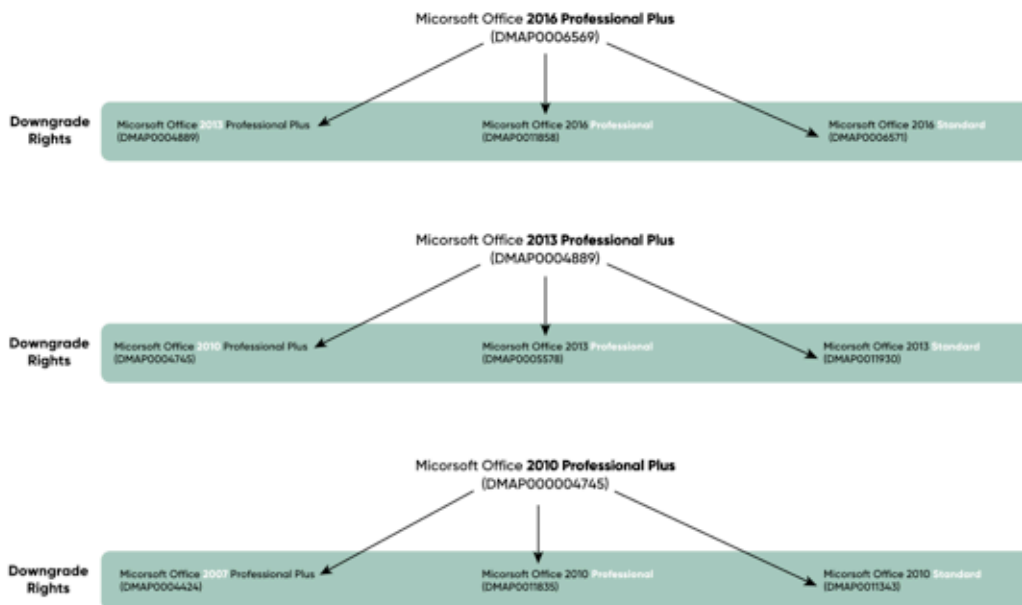 Micorsoft Office 2016 Professional Plus
(DMAP0006569)
Downgrade
Rights
Micorsoft Office 2013 Professional Plus
(DMAP0004889)
Micorsoft Office 2016 Professional
(DMAP0011858)
Micorsoft Office 2016 Standard
(DMAP0006571)
Micorsoft Office 2013 Professional Plus
(DMAP0004889)
Downgrade
Rights
Micorsoft Office 2010 Professional Plus
(DMAP0004745)
Micorsoft Office 2013 Professional
(DMAP0005578)
Micorsoft Office 2013 Standard
(DMAP0011930)
Micorsoft Office 2010 Professional Plus
(DMAP000004745)
Downgrade
Rights
Micorsoft Office 2007 Professional Plus
(DMAP0004424)
Micorsoft Office 2010 Professional
(DMAP0011835)
Micorsoft Office 2010 Standard
(DMAP0011343)